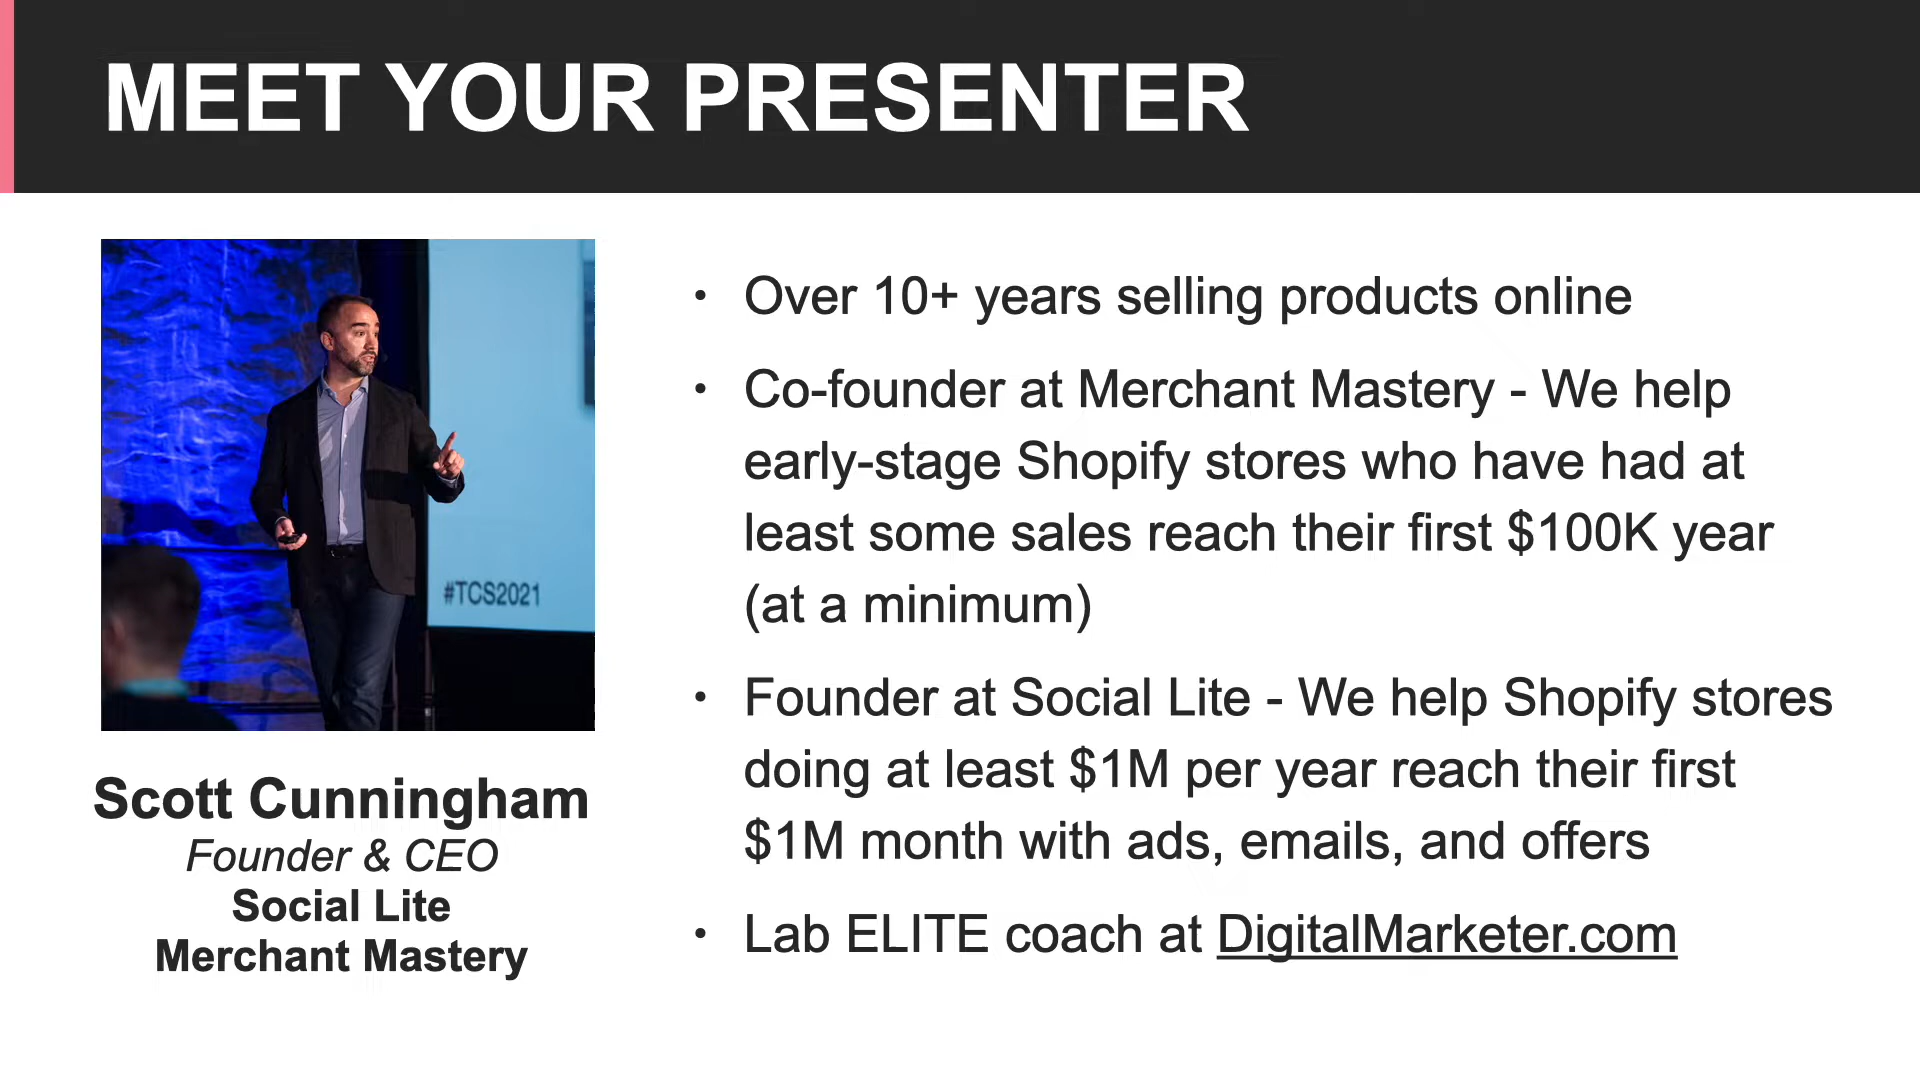 MEET YOUR PRESENTER
#TCS2021
Scott Cunningham
Founder & CEO
Social Lite
Merchant Mastery
• Over 10+ years selling products online
• Co-founder at Merchant Mastery - We help
early-stage Shopify stores who have had at
least some sales reach their first $100K year
(at a minimum)
• Founder at Social Lite - We help Shopify stores
doing at least $1M per year reach their first
$1M month with ads, emails, and offers
• Lab ELITE coach at DigitalMarketer.com